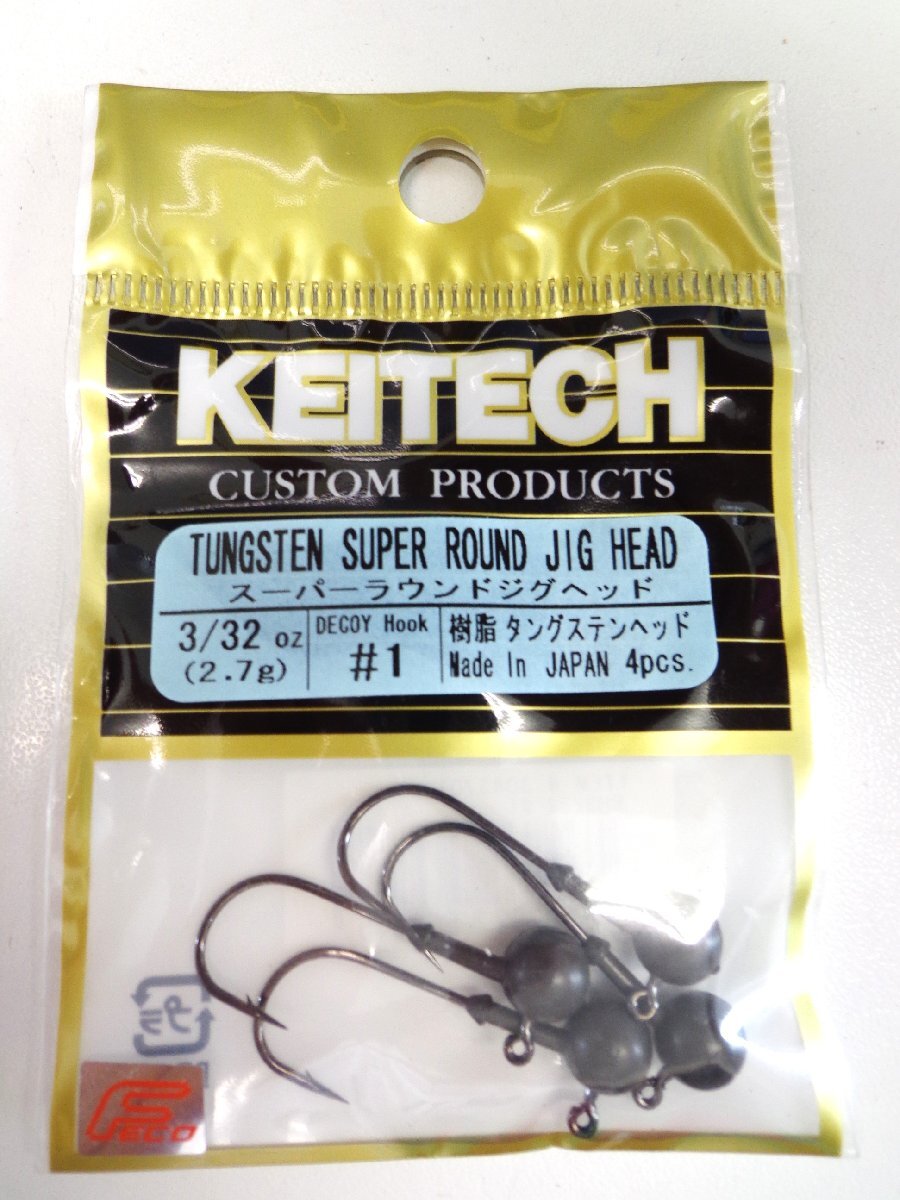 KEITECH
CUSTOM PRODUCTS
TUNGSTEN SUPER ROUND JIG HEAD
スーパーラウンドジグヘッド
3/32 oz
(2.7g)
DECOY Hook
#1
樹脂 タングステンヘッド
Made In JAPAN 4pcs.
プラ
FECO